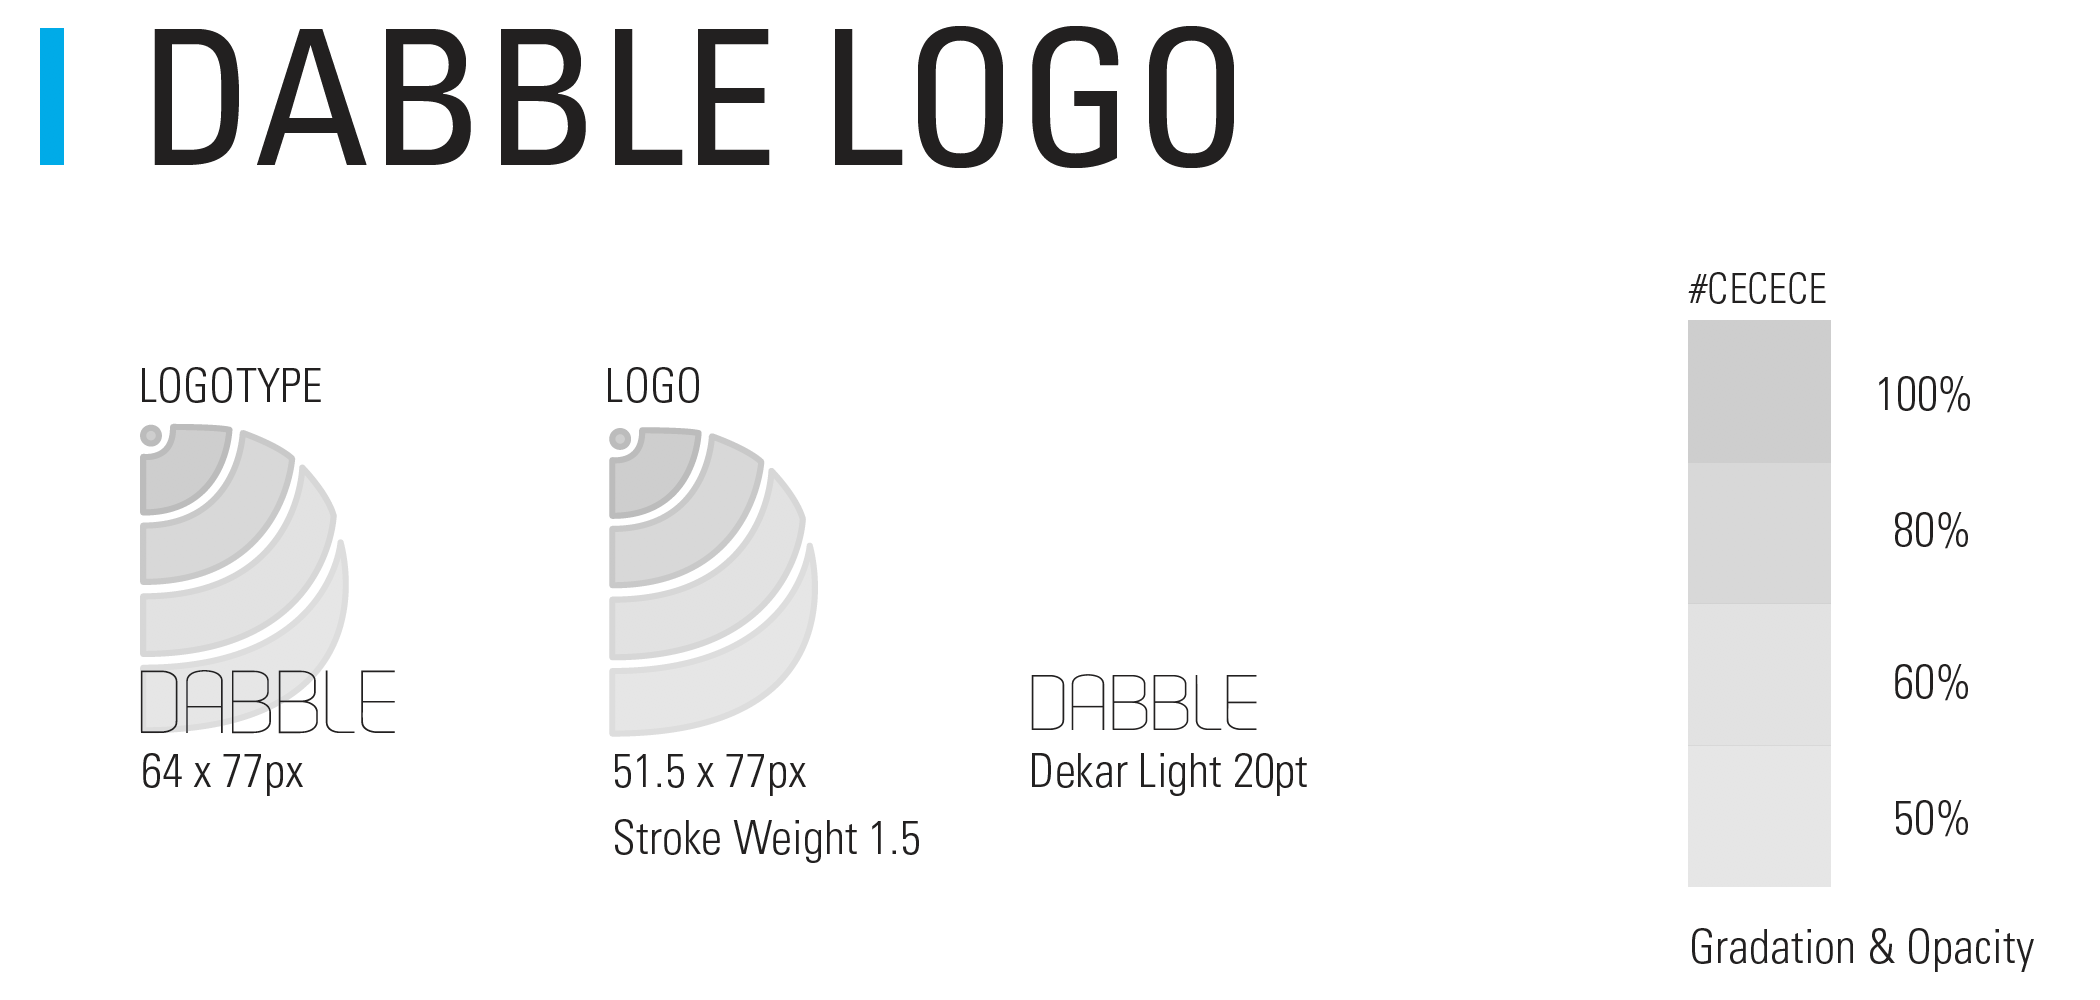 DABBLE LOGO
LOGOTYPE
DABBLE
64 x 77px
LOGO
51.5 x 77px
Stroke Weight 1.5
DABBLE
Dekar Light 20pt
#CECECE
100%
80%
60%
50%
Gradation & Opacity